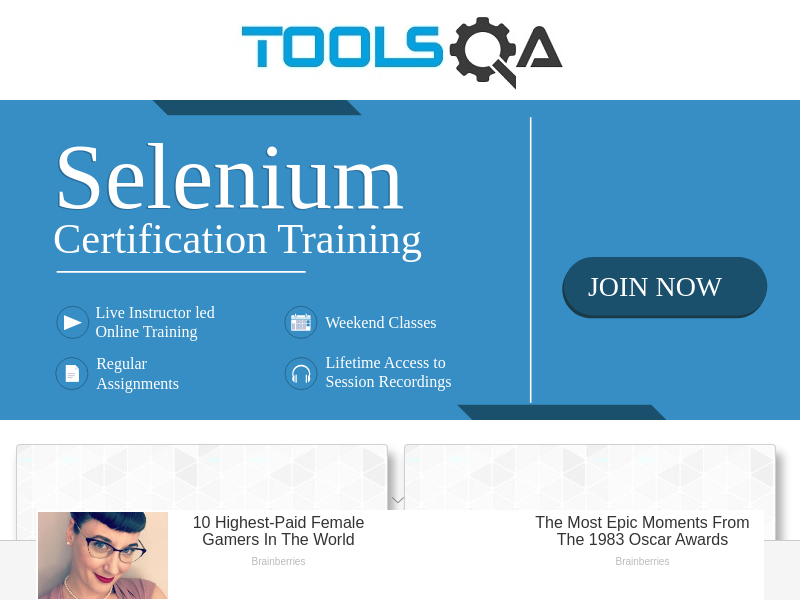 TOOLSQA
Selenium
Certification Training
JOIN NOW
Live Instructor led
Online Training
Weekend Classes
Regular
Assignments
Lifetime Access to
Session Recordings
10 Highest-Paid Female
Gamers In The World
Brainberries
The Most Epic Moments From
The 1983 Oscar Awards
Brainberries